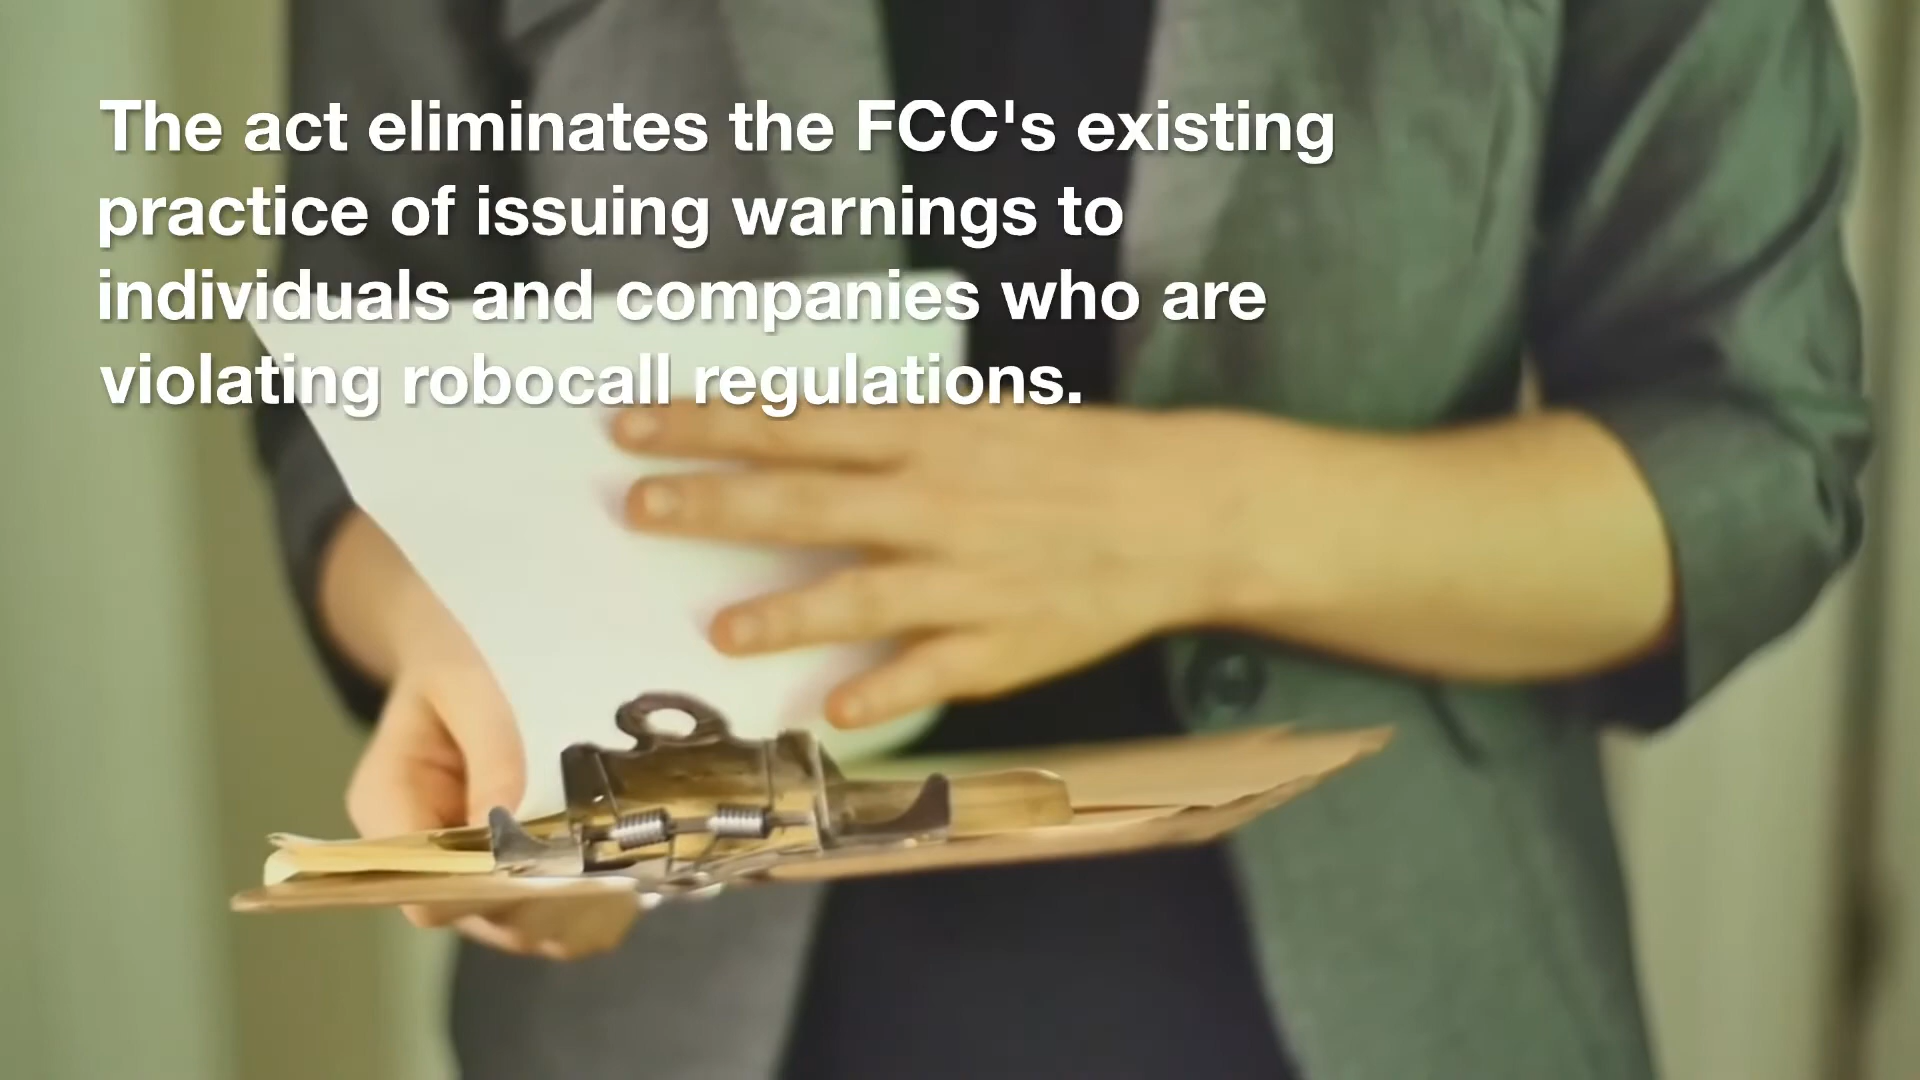 The act eliminates the FCC's existing
practice of issuing warnings to
individuals and companies who are
violating robocall regulations.